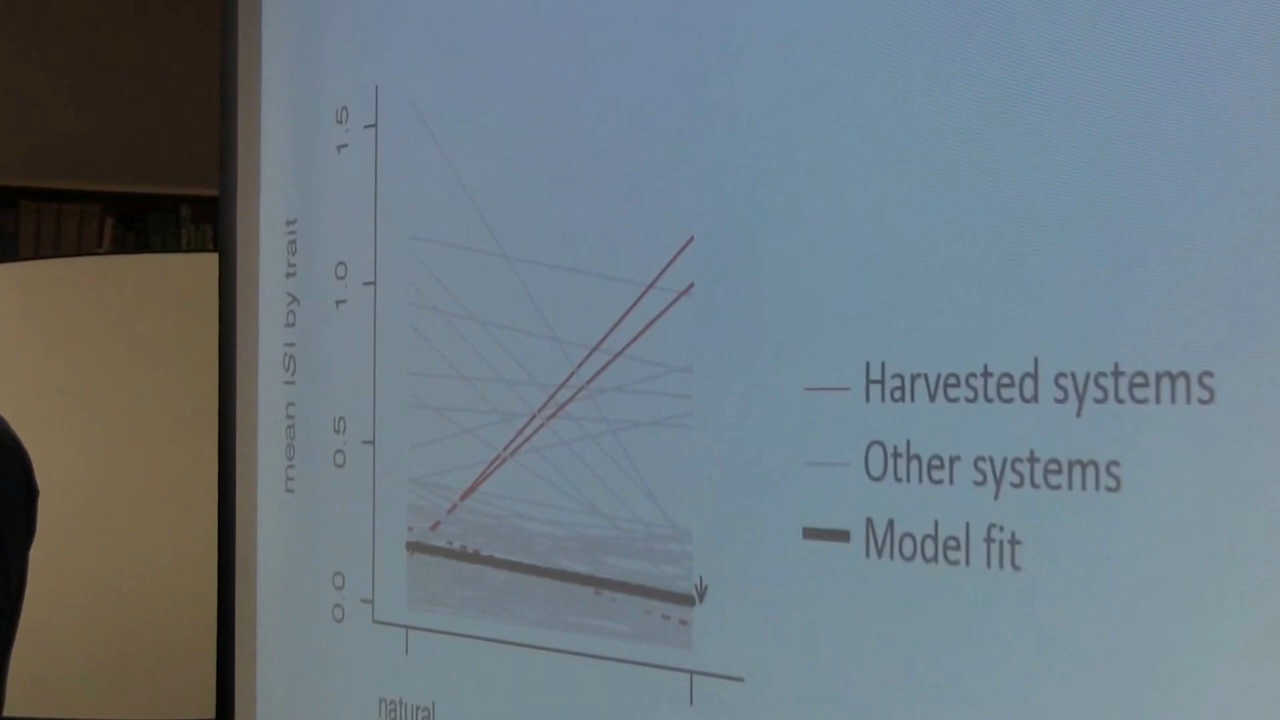 mean ISI by trait
1.5
1.0
0.5
0.0
Harvested systems
Other systems
Model fit
natural